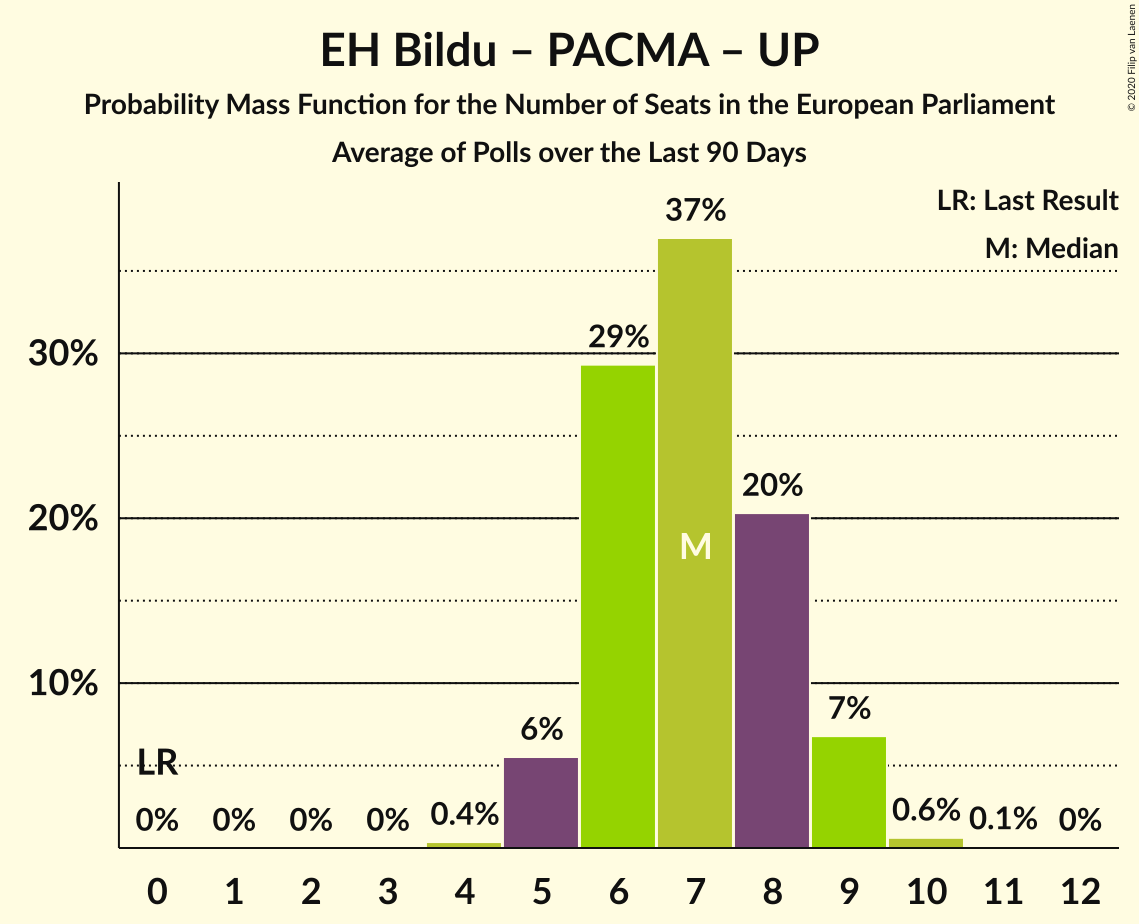 EH Bildu – PACMA – UP
Probability Mass Function for the Number of Seats in the European Parliament
Average of Polls over the Last 90 Days
© 2020 Filip van Laenen
LR: Last Result
M: Median
37%
29%
30%
20%
M
20%
10%
7%
6%
LR
0% 0% 0% 0% 0.4% 0.6% 0.1% 0%
0 1 2 3 4 5 6 7 8 9 10 11 12